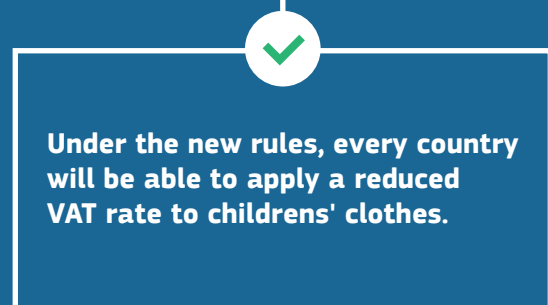 Under the new rules, every country
will be able to apply a reduced
VAT rate to childrens' clothes.